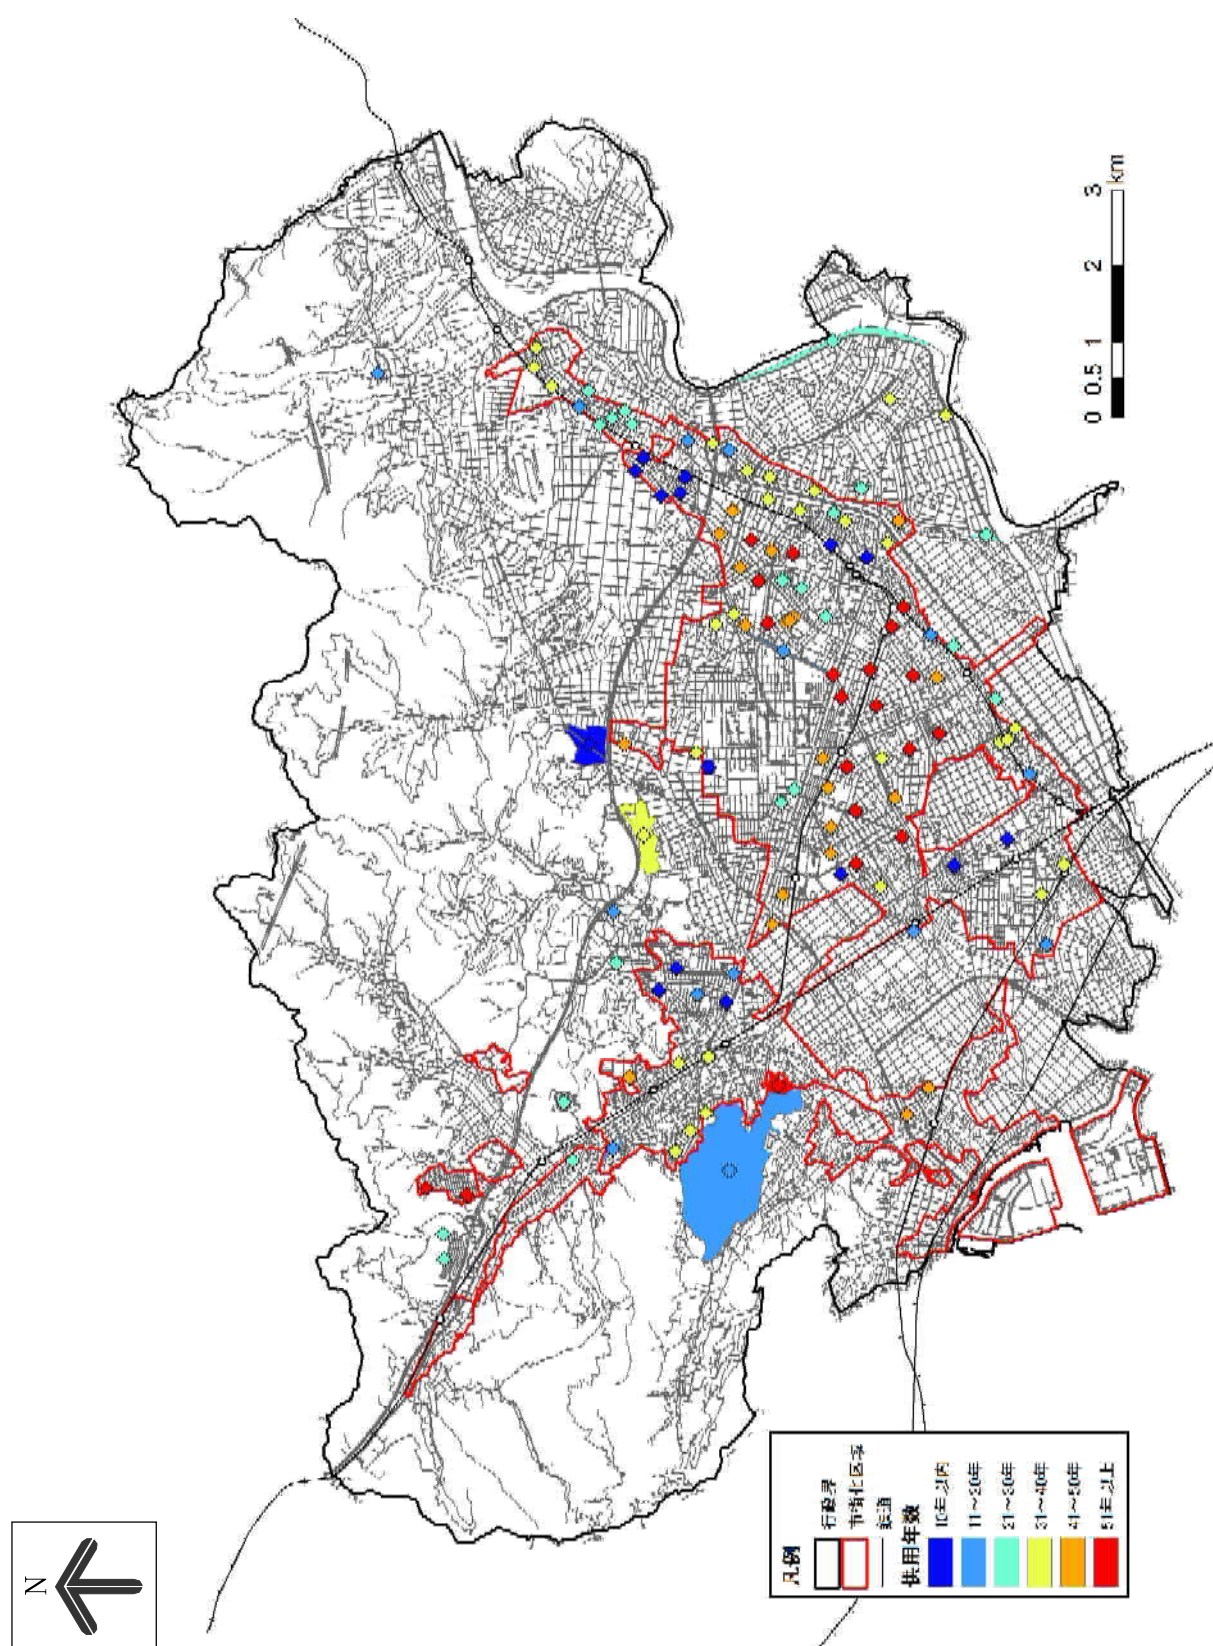 N
0 0.5 1 2 3
km
凡例
行政界
市街化区域
鉄道
供用年数
10年以内
11～20年
21～30年
31～40年
41～50年
51年以上